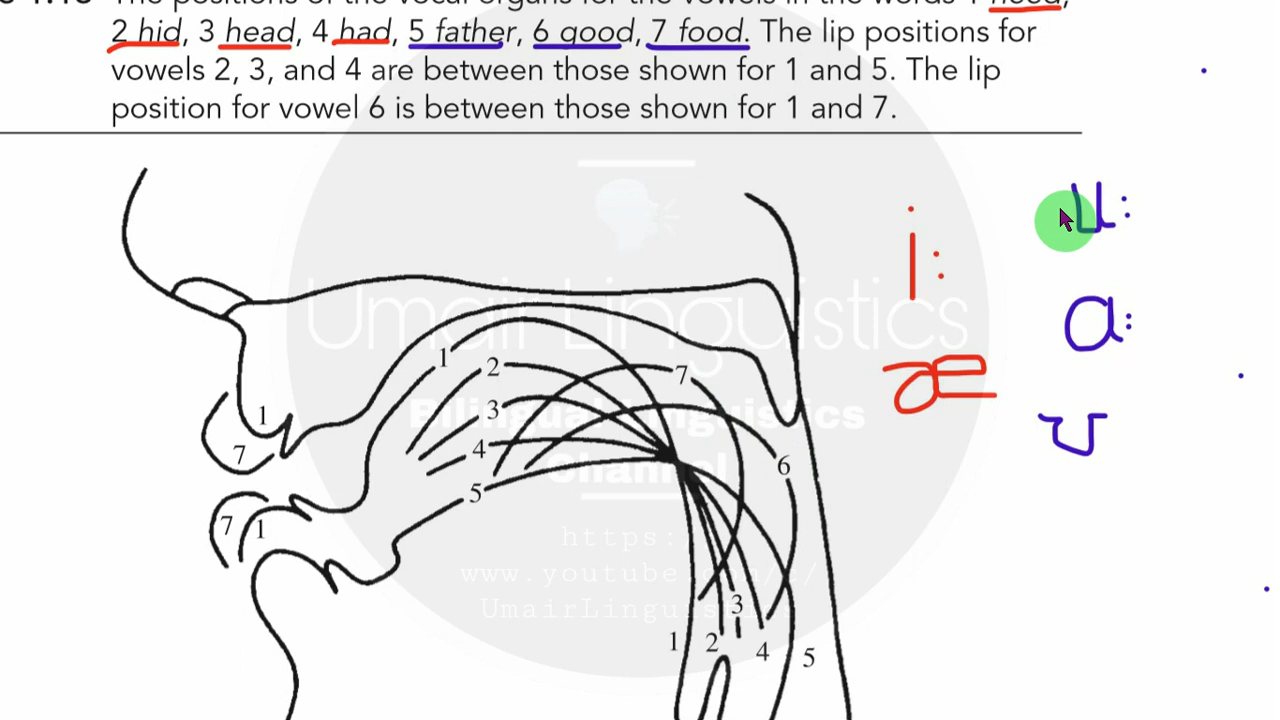 The positions of the vocal organs for the vowels in the words 1 heed,
2 hid, 3 head, 4 had, 5 father, 6 good, 7 food. The lip positions for
vowels 2, 3, and 4 are between those shown for 1 and 5. The lip
position for vowel 6 is between those shown for 1 and 7.
u:
i:
Umair Linguistics
ɑ:
1
2
7
æ
3
Bilingual Linguistics
1
4
ʊ
7
Channel
6
5
7 1
https:/
www.youtube.com/c/
UmairLinguistics
3
1 2 4 5